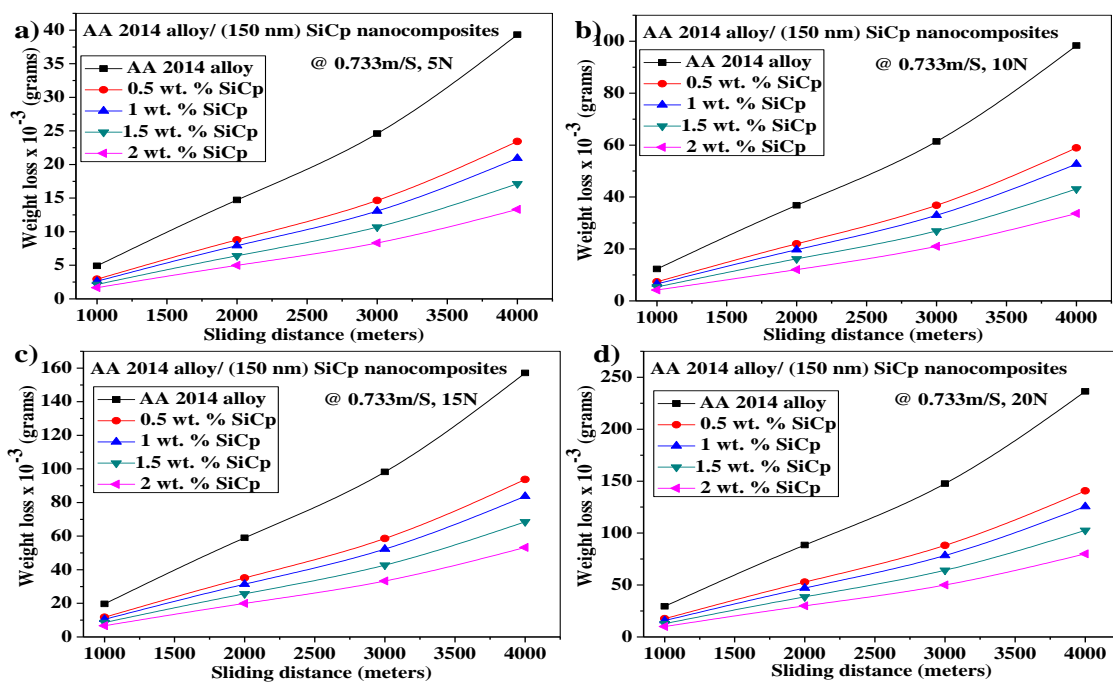 a)
AA 2014 alloy/ (150 nm) SiCp nanocomposites
@ 0.733m/S, 5N
AA 2014 alloy
0.5 wt. % SiCp
1 wt. % SiCp
1.5 wt. % SiCp
2 wt. % SiCp
Weight loss x 10^-3 (grams)
40
35
30
25
20
15
10
5
0
1000 1500 2000 2500 3000 3500 4000
Sliding distance (meters)
b)
AA 2014 alloy/ (150 nm) SiCp nanocomposites
@ 0.733m/S, 10N
AA 2014 alloy
0.5 wt. % SiCp
1 wt. % SiCp
1.5 wt. % SiCp
2 wt. % SiCp
Weight loss x 10^-3 (grams)
100
80
60
40
20
0
1000 1500 2000 2500 3000 3500 4000
Sliding distance (meters)
c)
AA 2014 alloy/ (150 nm) SiCp nanocomposites
@ 0.733m/S, 15N
AA 2014 alloy
0.5 wt. % SiCp
1 wt. % SiCp
1.5 wt. % SiCp
2 wt. % SiCp
Weight loss x 10^-3 (grams)
160
140
120
100
80
60
40
20
0
1000 1500 2000 2500 3000 3500 4000
Sliding distance (meters)
d)
AA 2014 alloy/ (150 nm) SiCp nanocomposites
@ 0.733m/S, 20N
AA 2014 alloy
0.5 wt. % SiCp
1 wt. % SiCp
1.5 wt. % SiCp
2 wt. % SiCp
Weight loss x 10^-3 (grams)
250
200
150
100
50
0
1000 1500 2000 2500 3000 3500 4000
Sliding distance (meters)